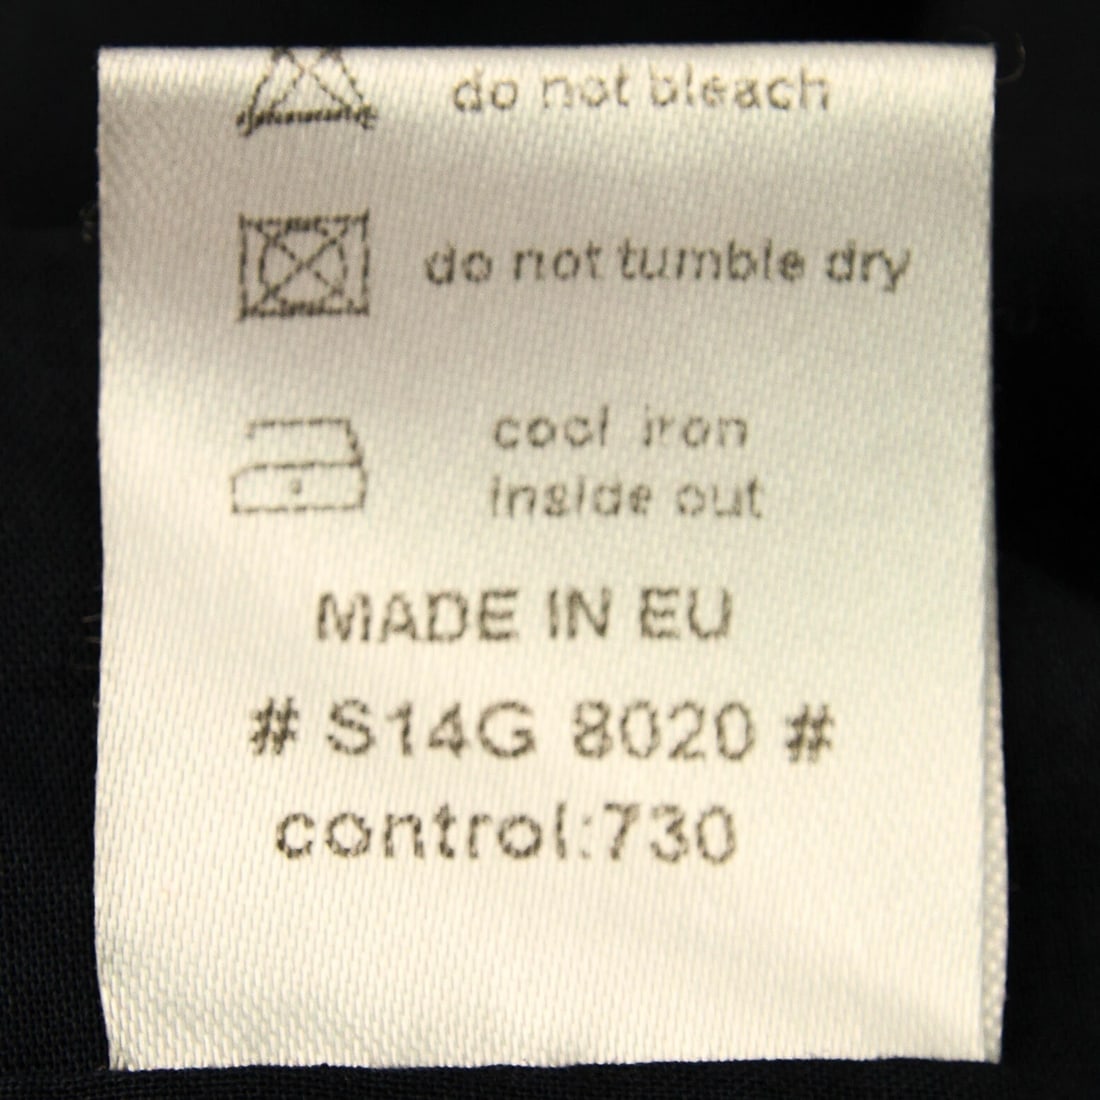 do not bleach
do not tumble dry
cool iron
inside out
MADE IN EU
# S14G 8020 #
control:730